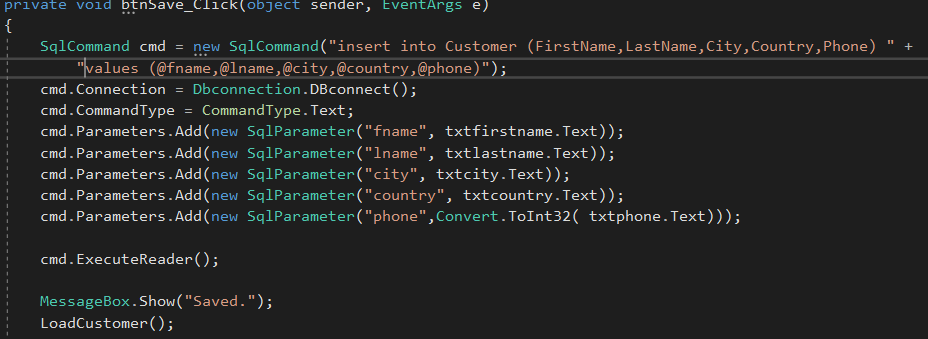 private void btnSave_Click(object sender, EventArgs e)
{
SqlCommand cmd = new SqlCommand("insert into Customer (FirstName,LastName,City,Country,Phone) " +
"values (@fname,@lname,@city,@country,@phone)");
cmd.Connection = Dbconnection.DBconnect();
cmd.CommandType = CommandType.Text;
cmd.Parameters.Add(new SqlParameter("fname", txtfirstname.Text));
cmd.Parameters.Add(new SqlParameter("lname", txtlastname.Text));
cmd.Parameters.Add(new SqlParameter("city", txtcity.Text));
cmd.Parameters.Add(new SqlParameter("country", txtcountry.Text));
cmd.Parameters.Add(new SqlParameter("phone",Convert.ToInt32( txtphone.Text)));
cmd.ExecuteReader();
MessageBox.Show("Saved.");
LoadCustomer();